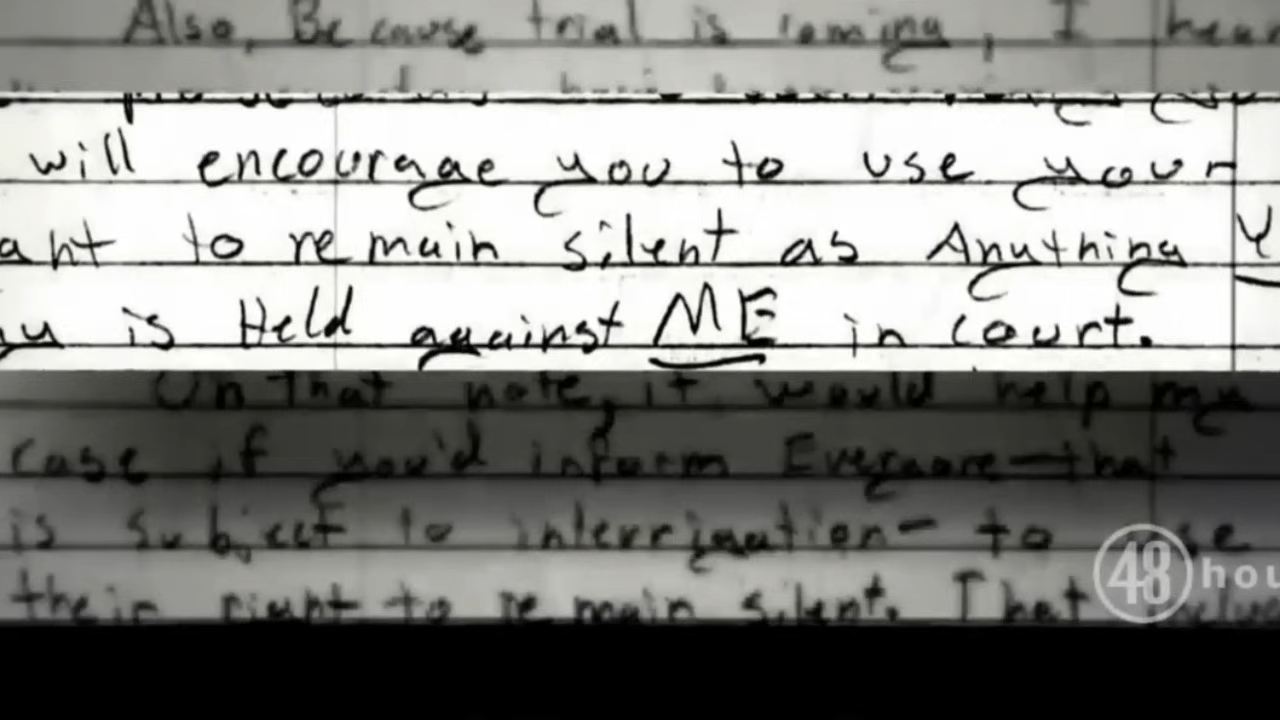 Also, Because trial is coming, I hear
will encourage you to use your
to remain silent as Anything
is Held against ME in court.
On that note, it would help my
case if you'd inform Everyone—that
is subject to interrigation- to use
their right to remain silent. That
48 hou